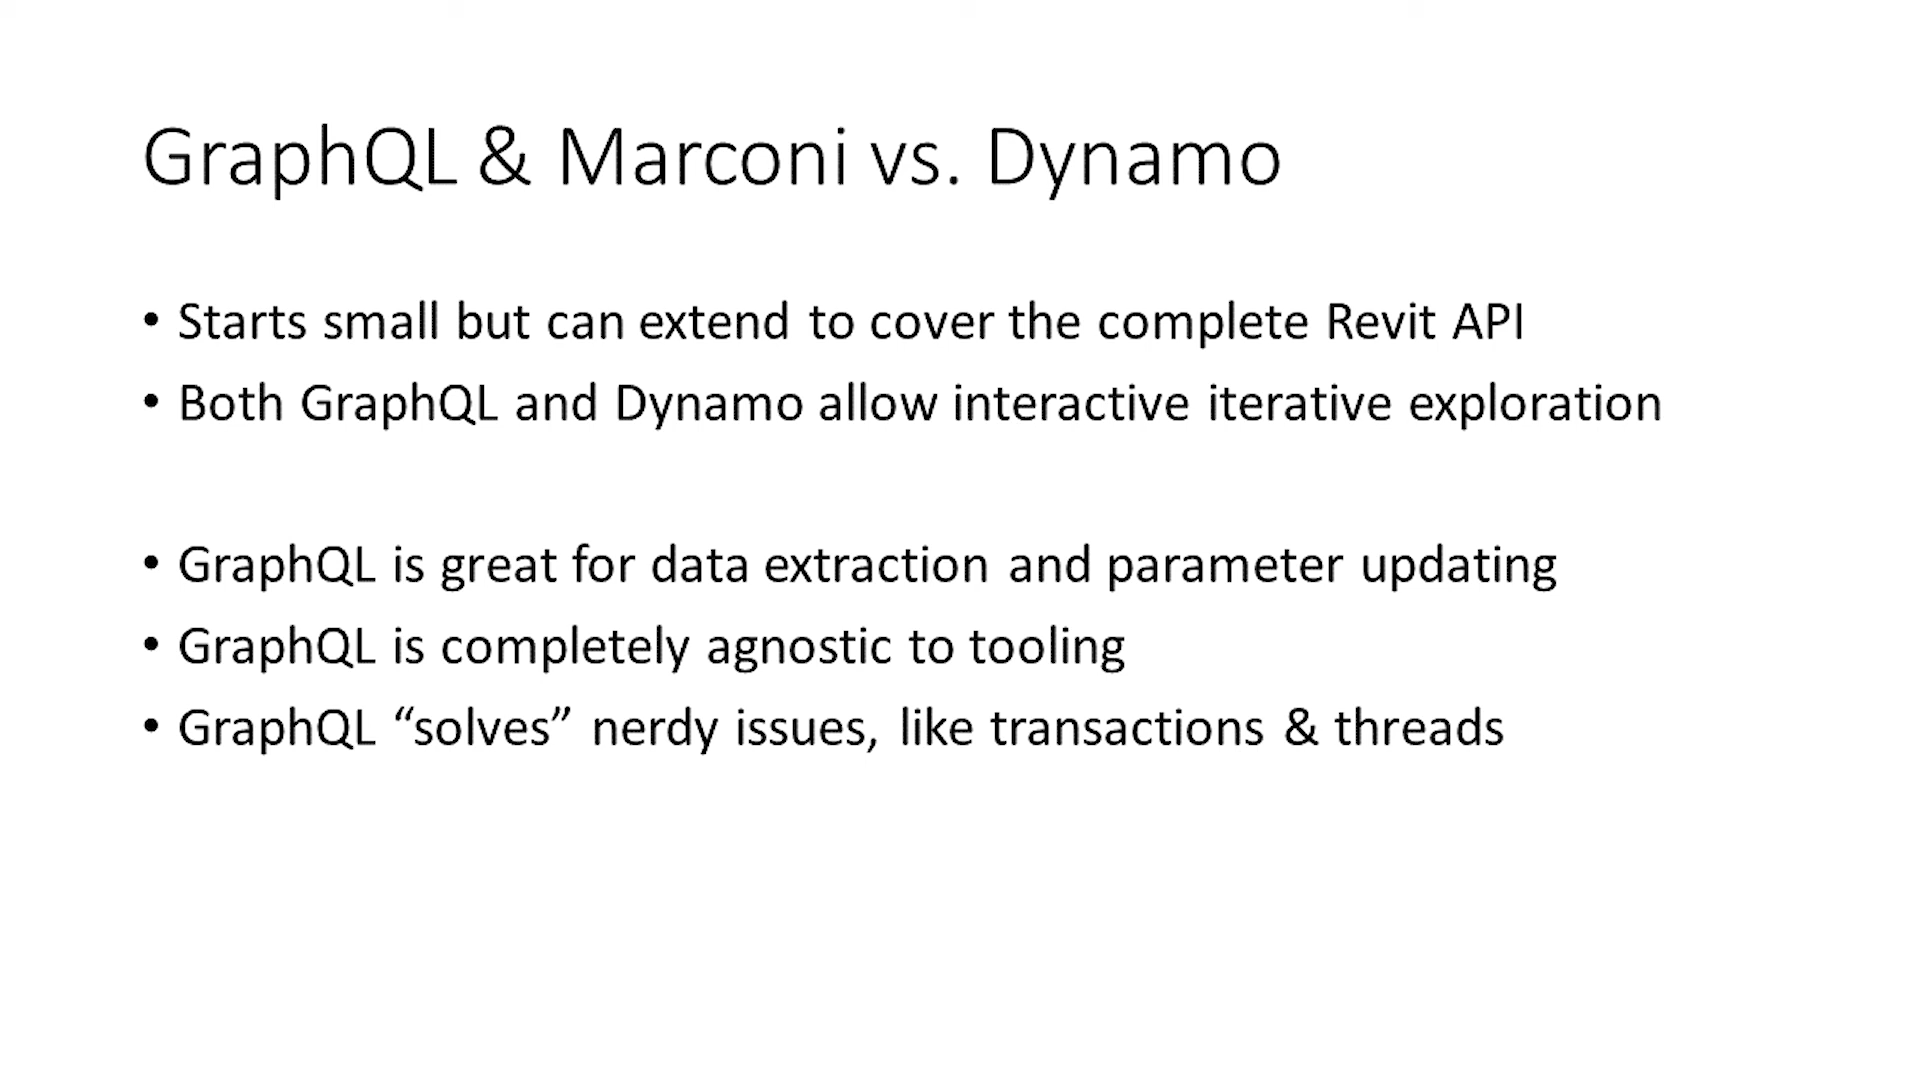 GraphQL & Marconi vs. Dynamo
• Starts small but can extend to cover the complete Revit API
• Both GraphQL and Dynamo allow interactive iterative exploration
• GraphQL is great for data extraction and parameter updating
• GraphQL is completely agnostic to tooling
• GraphQL “solves” nerdy issues, like transactions & threads